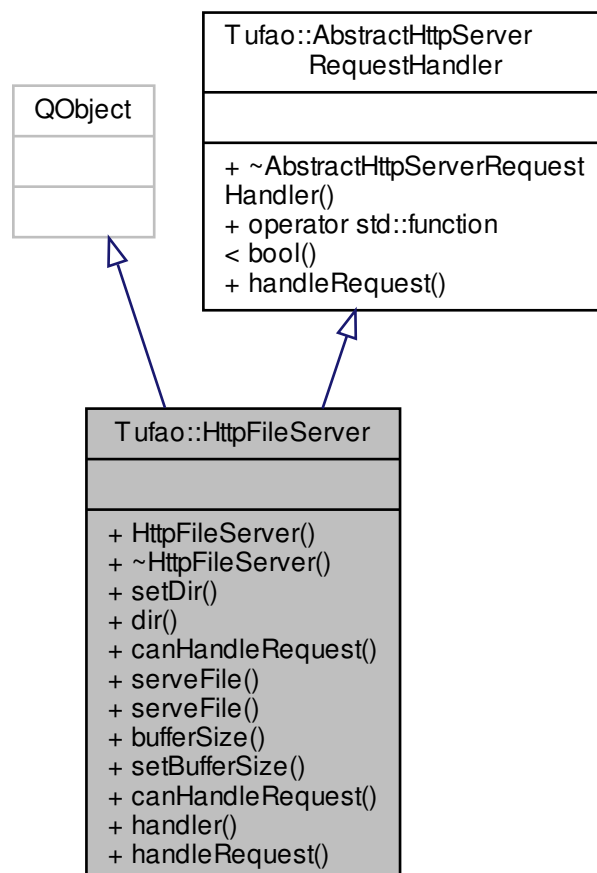 Tufao::AbstractHttpServer
RequestHandler
QObject
+ ~AbstractHttpServerRequest
Handler()
+ operator std::function
< bool()
+ handleRequest()
Tufao::HttpFileServer
+ HttpFileServer()
+ ~HttpFileServer()
+ setDir()
+ dir()
+ canHandleRequest()
+ serveFile()
+ serveFile()
+ bufferSize()
+ setBufferSize()
+ canHandleRequest()
+ handler()
+ handleRequest()